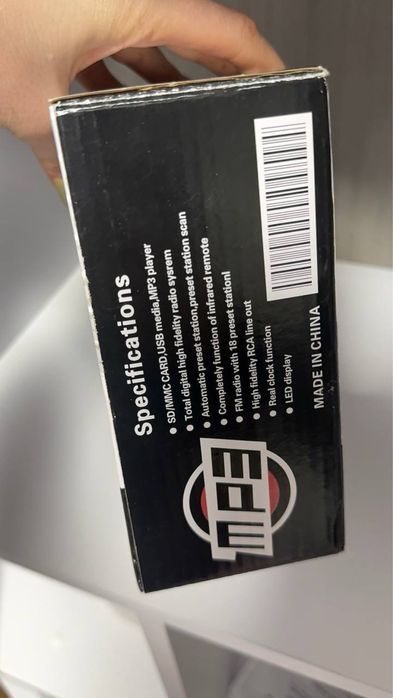 Specifications
● SD/MMC CARD,USB media,MP3 player
● Total digital high fidelity radio sysrem
● Automatic preset station,preset station scan
● Completely function of infrared remote
● FM radio with 18 preset stationl
● High fidelity RCA line out
● Real clock function
● LED display
MADE IN CHINA
MP3